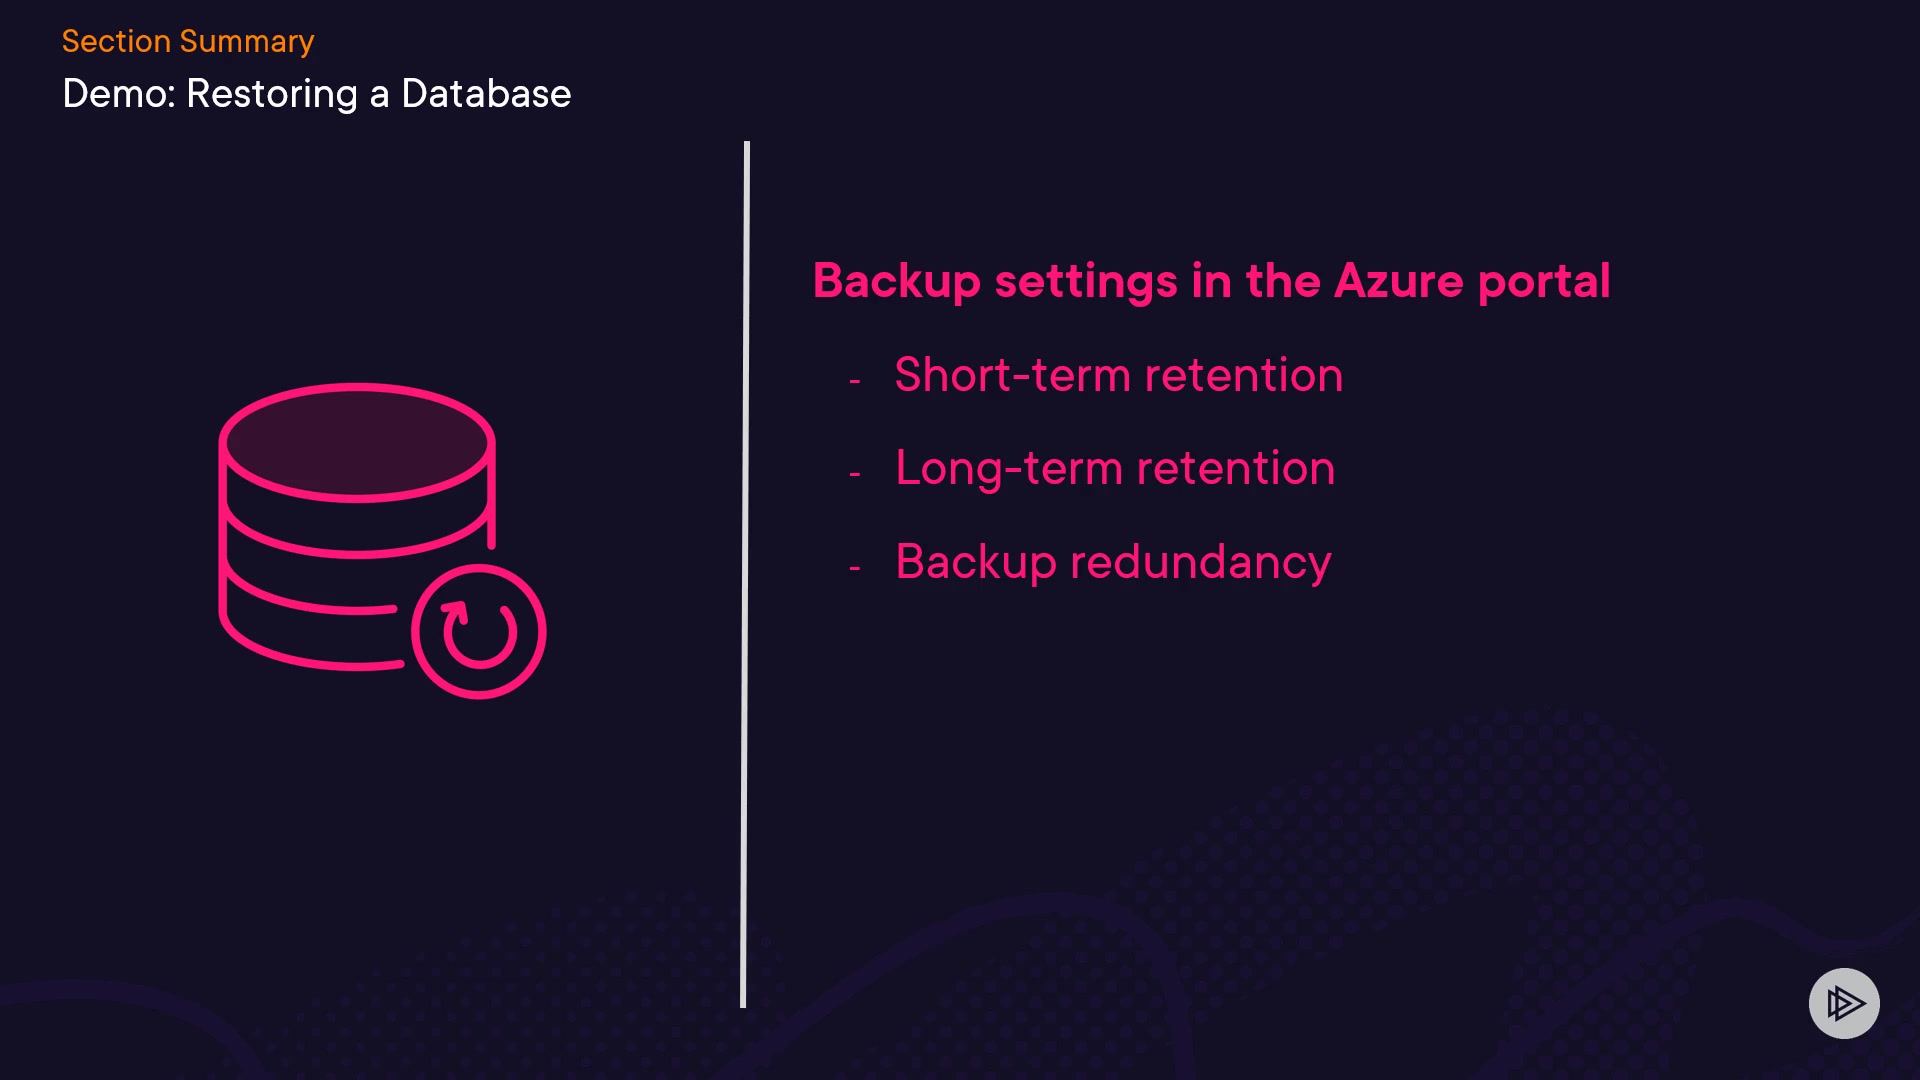 Section Summary
Demo: Restoring a Database
Backup settings in the Azure portal
- Short-term retention
- Long-term retention
- Backup redundancy